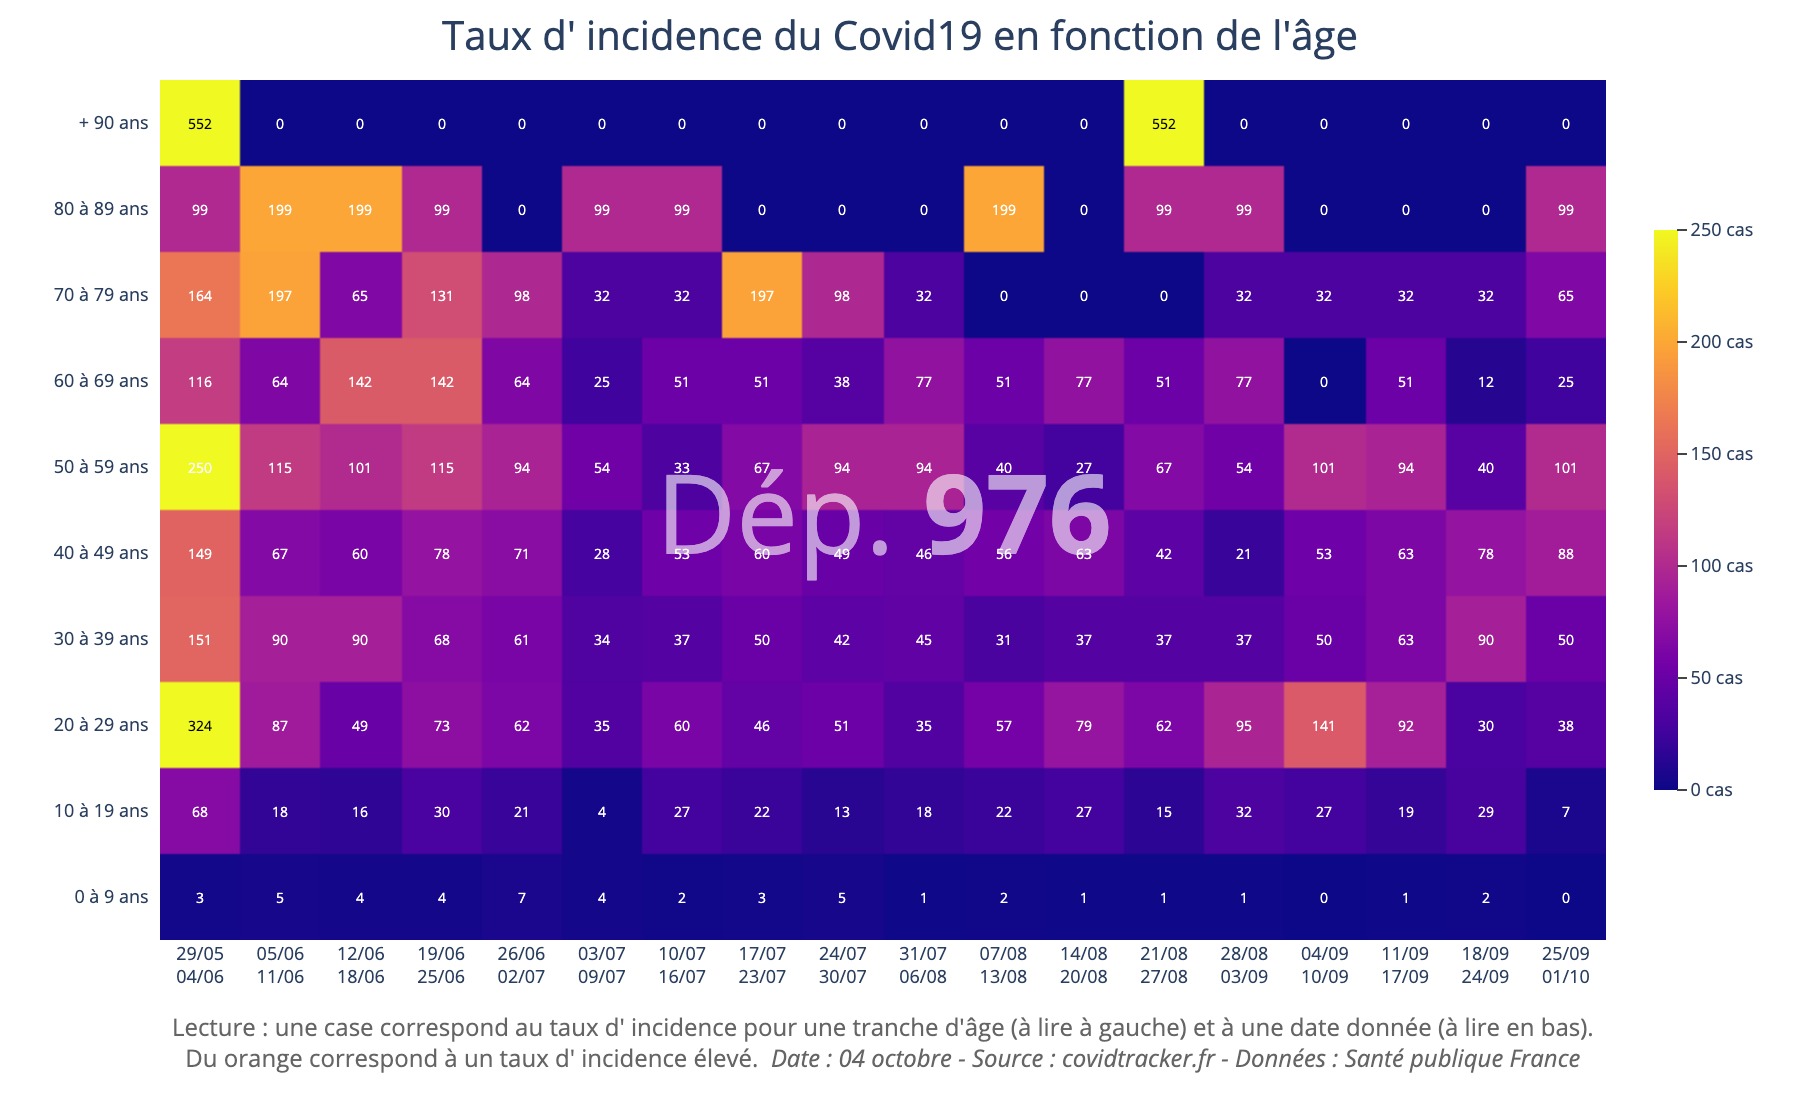 Taux d' incidence du Covid19 en fonction de l'âge
+ 90 ans 552 0 0 0 0 0 0 0 0 0 0 0 552 0 0 0 0 0
80 à 89 ans 99 199 199 99 0 99 99 0 0 0 199 0 99 99 0 0 0 99
250 cas
70 à 79 ans 164 197 65 131 98 32 32 197 98 32 0 0 0 32 32 32 32 65
200 cas
60 à 69 ans 116 64 142 142 64 25 51 51 38 77 51 77 51 77 0 51 12 25
150 cas
50 à 59 ans 250 115 101 115 94 54 33 67 94 94 40 27 67 54 101 94 40 101
Dép. 976
40 à 49 ans 149 67 60 78 71 28 53 60 49 46 56 63 42 21 53 63 78 88
100 cas
30 à 39 ans 151 90 90 68 61 34 37 50 42 45 31 37 37 37 50 63 90 50
50 cas
20 à 29 ans 324 87 49 73 62 35 60 46 51 35 57 79 62 95 141 92 30 38
0 cas
10 à 19 ans 68 18 16 30 21 4 27 22 13 18 22 27 15 32 27 19 29 7
0 à 9 ans 3 5 4 4 7 4 2 3 5 1 2 1 1 1 0 1 2 0
29/05 05/06 12/06 19/06 26/06 03/07 10/07 17/07 24/07 31/07 07/08 14/08 21/08 28/08 04/09 11/09 18/09 25/09
04/06 11/06 18/06 25/06 02/07 09/07 16/07 23/07 30/07 06/08 13/08 20/08 27/08 03/09 10/09 17/09 24/09 01/10
Lecture : une case correspond au taux d' incidence pour une tranche d'âge (à lire à gauche) et à une date donnée (à lire en bas).
Du orange correspond à un taux d' incidence élevé. Date : 04 octobre - Source : covidtracker.fr - Données : Santé publique France